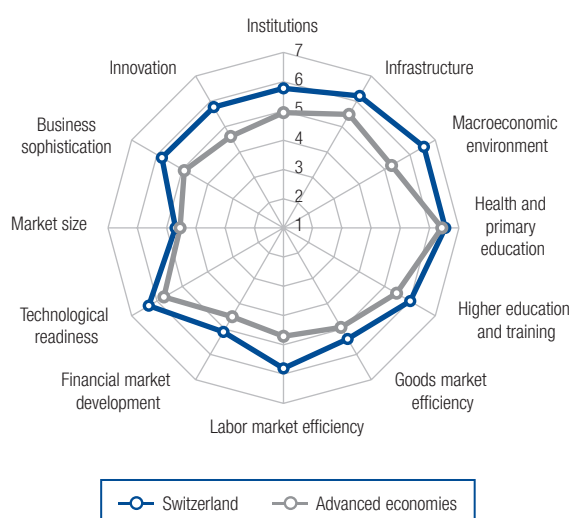 Institutions
7
6
5
4
3
2
1
Infrastructure
Macroeconomic
environment
Health and
primary
education
Higher education
and training
Goods market
efficiency
Labor market efficiency
Financial market
development
Technological
readiness
Market size
Business
sophistication
Innovation
Switzerland
Advanced economies